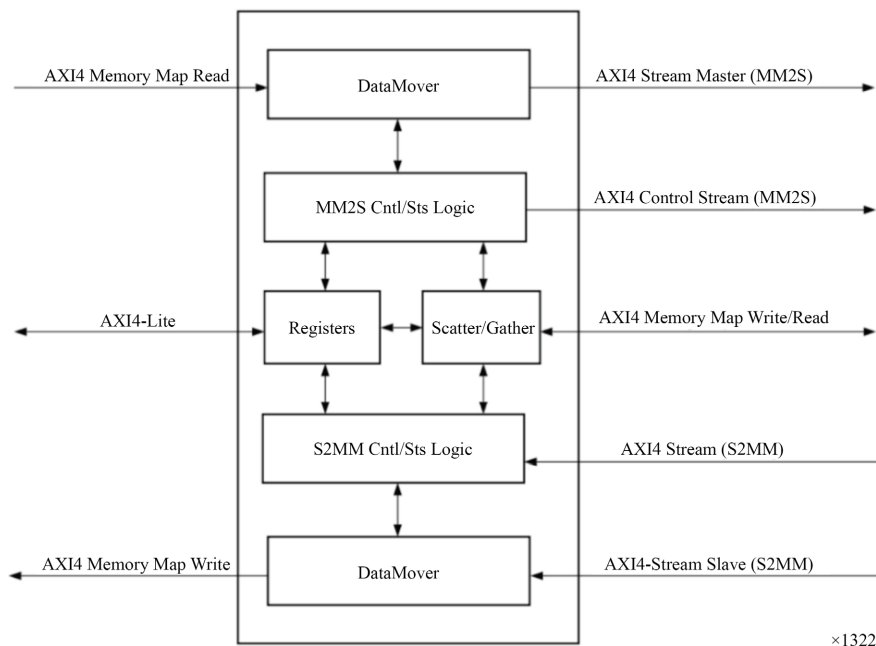 AXI4 Memory Map Read
DataMover
AXI4 Stream Master (MM2S)
MM2S Cntl/Sts Logic
AXI4 Control Stream (MM2S)
AXI4-Lite
Registers
Scatter/Gather
AXI4 Memory Map Write/Read
S2MM Cntl/Sts Logic
AXI4 Stream (S2MM)
AXI4 Memory Map Write
DataMover
AXI4-Stream Slave (S2MM)
×1322